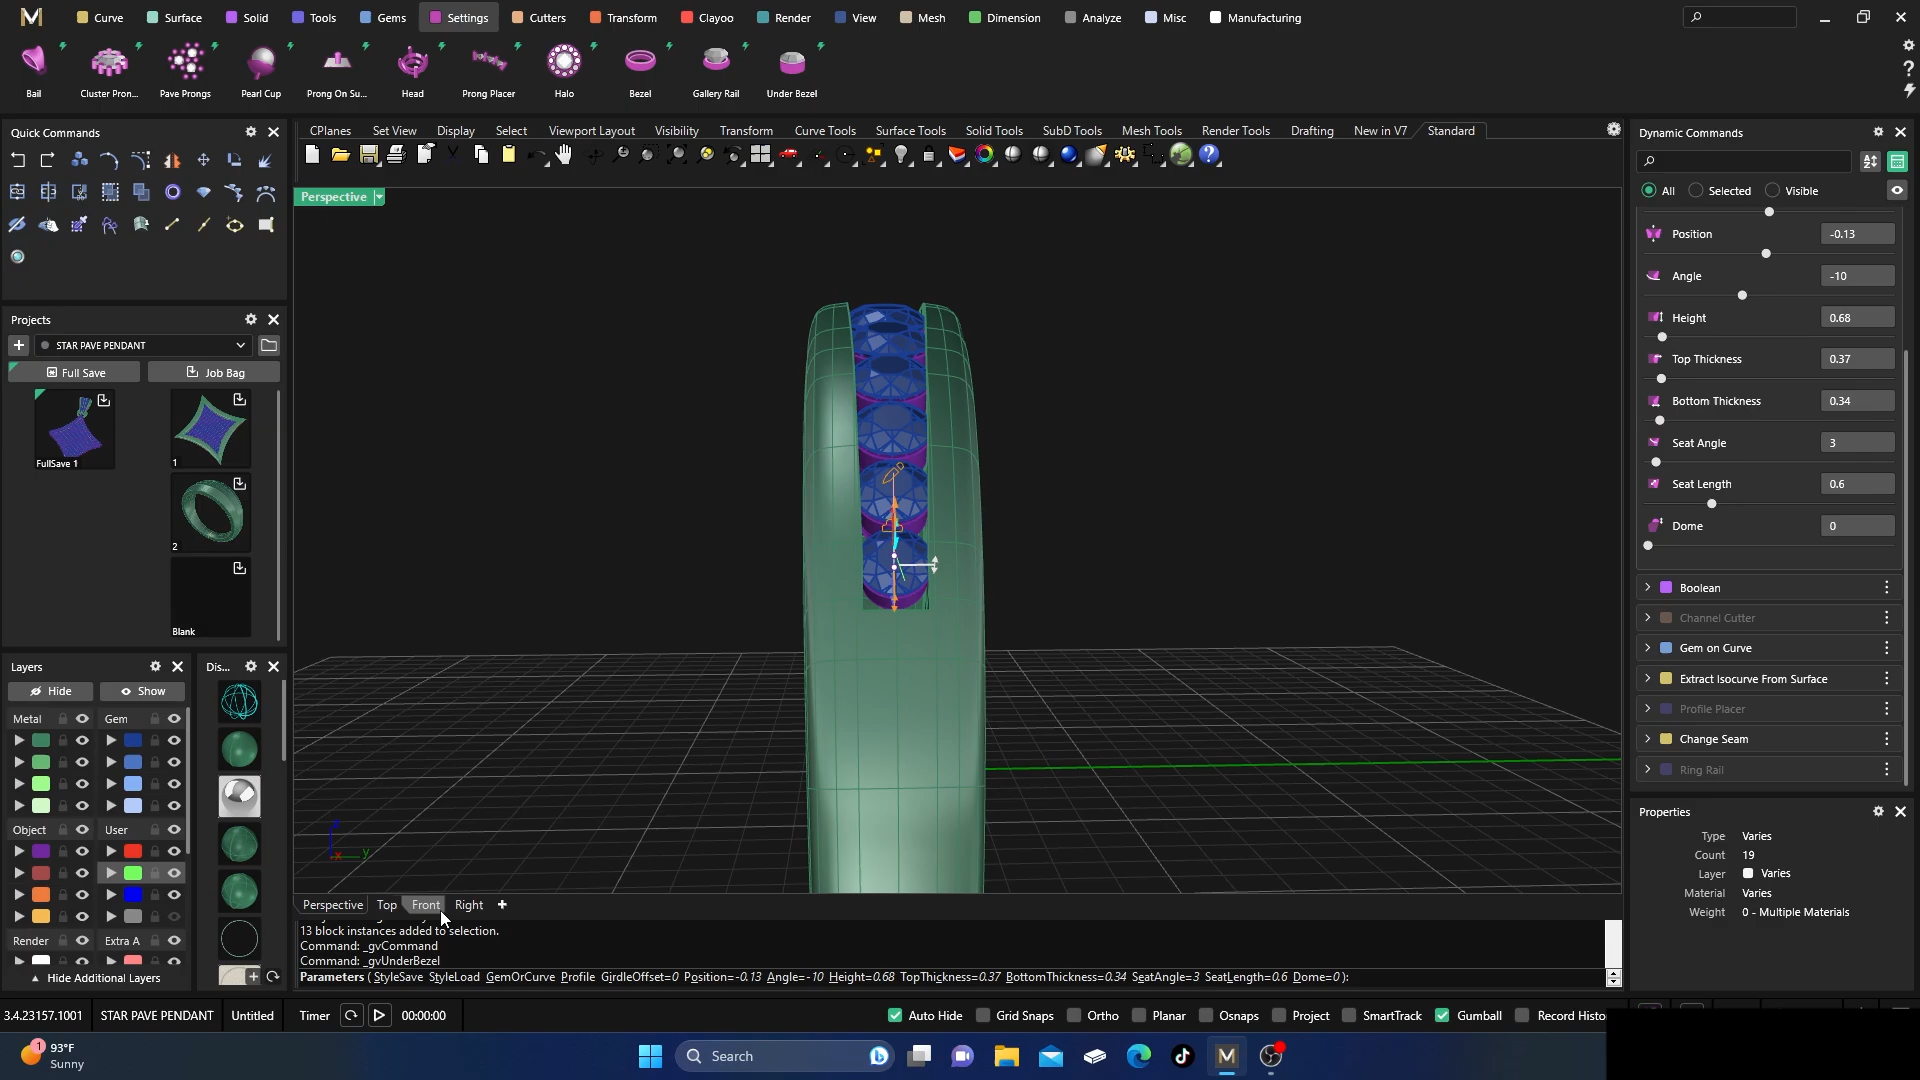 M
Curve
Surface
Solid
Tools
Gems
Settings
Cutters
Transform
Clayoo
Render
View
Mesh
Dimension
Analyze
Misc
Manufacturing
Bail
Cluster Pron...
Pave Prongs
Pearl Cup
Prong On Su...
Head
Prong Placer
Halo
Bezel
Gallery Rail
Under Bezel
Quick Commands
CPlanes
Set View
Display
Select
Viewport Layout
Visibility
Transform
Curve Tools
Surface Tools
Solid Tools
SubD Tools
Mesh Tools
Render Tools
Drafting
New in V7
Standard
Perspective
Projects
STAR PAVE PENDANT
Full Save
Job Bag
FullSave 1
1
2
Blank
Layers
Hide
Show
Metal
Gem
Object
User
Render
Extra A
Hide Additional Layers
Dis...
z
x
y
Perspective
Top
Front
Right
13 block instances added to selection.
Command: _gvCommand
Command: _gvUnderBezel
Parameters ( StyleSave StyleLoad GemOrCurve Profile GirdleOffset=0 Position=-0.13 Angle=-10 Height=0.68 TopThickness=0.37 BottomThickness=0.34 SeatAngle=3 SeatLength=0.6 Dome=0 ):
Dynamic Commands
All
Selected
Visible
Position -0.13
Angle -10
Height 0.68
Top Thickness 0.37
Bottom Thickness 0.34
Seat Angle 3
Seat Length 0.6
Dome 0
Boolean
Channel Cutter
Gem on Curve
Extract Isocurve From Surface
Profile Placer
Change Seam
Ring Rail
Properties
Type Varies
Count 19
Layer Varies
Material Varies
Weight 0 - Multiple Materials
3.4.23157.1001
STAR PAVE PENDANT
Untitled
Timer
00:00:00
Auto Hide
Grid Snaps
Ortho
Planar
Osnaps
Project
SmartTrack
Gumball
Record Histo
1
93°F
Sunny
Search
M